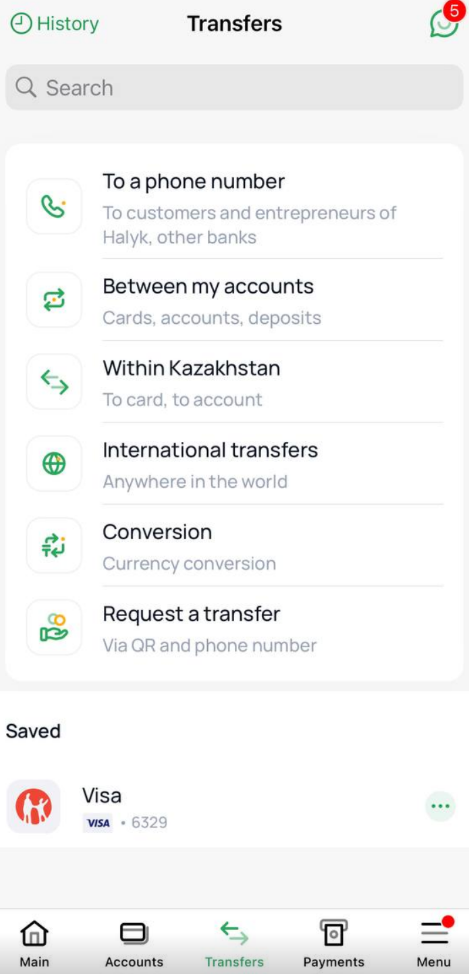 History
Transfers
5
Search
To a phone number
To customers and entrepreneurs of
Halyk, other banks
Between my accounts
Cards, accounts, deposits
Within Kazakhstan
To card, to account
International transfers
Anywhere in the world
Conversion
Currency conversion
Request a transfer
Via QR and phone number
Saved
Visa
VISA • 6329
Main
Accounts
Transfers
Payments
Menu